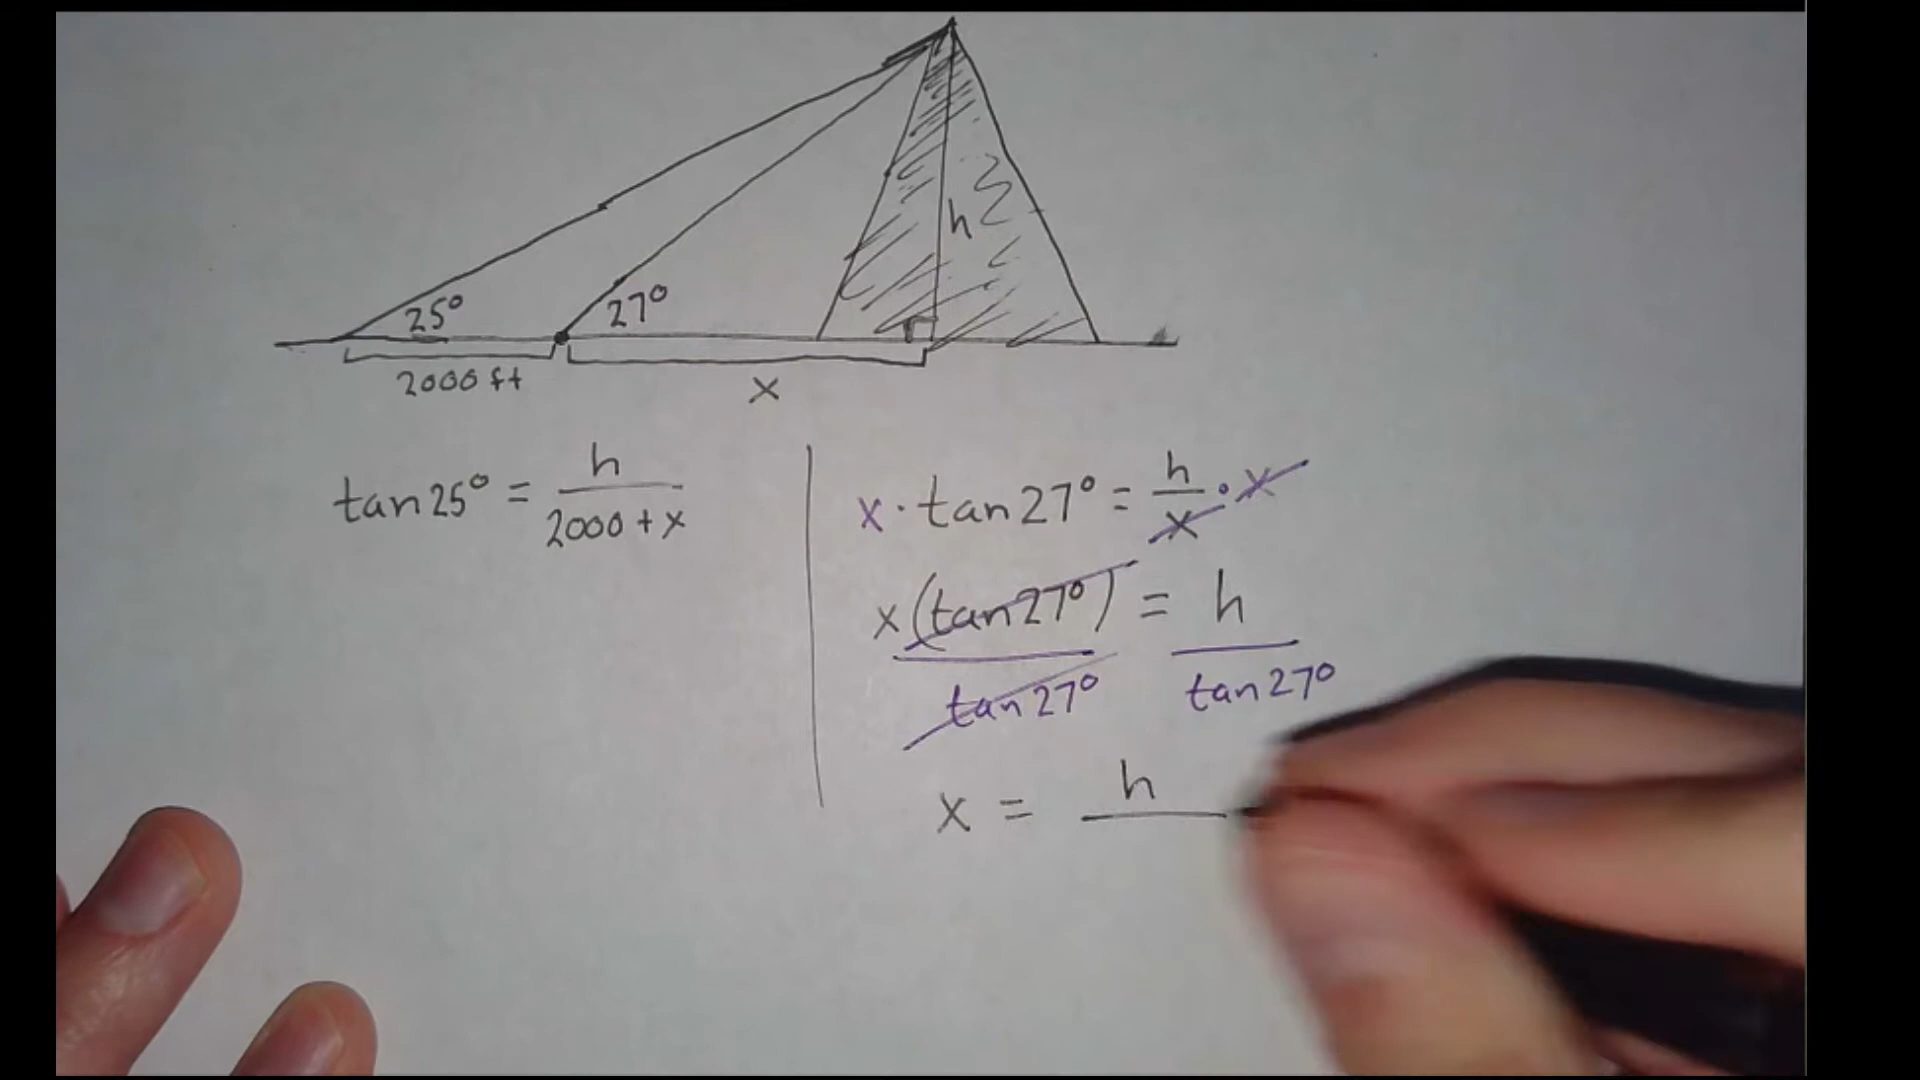 h
25° 27°
2000 ft
x
tan 25° = h / 2000 + x
x · tan 27° = h / x · x
x (tan 27°) = h
tan 27° tan 27°
x = h